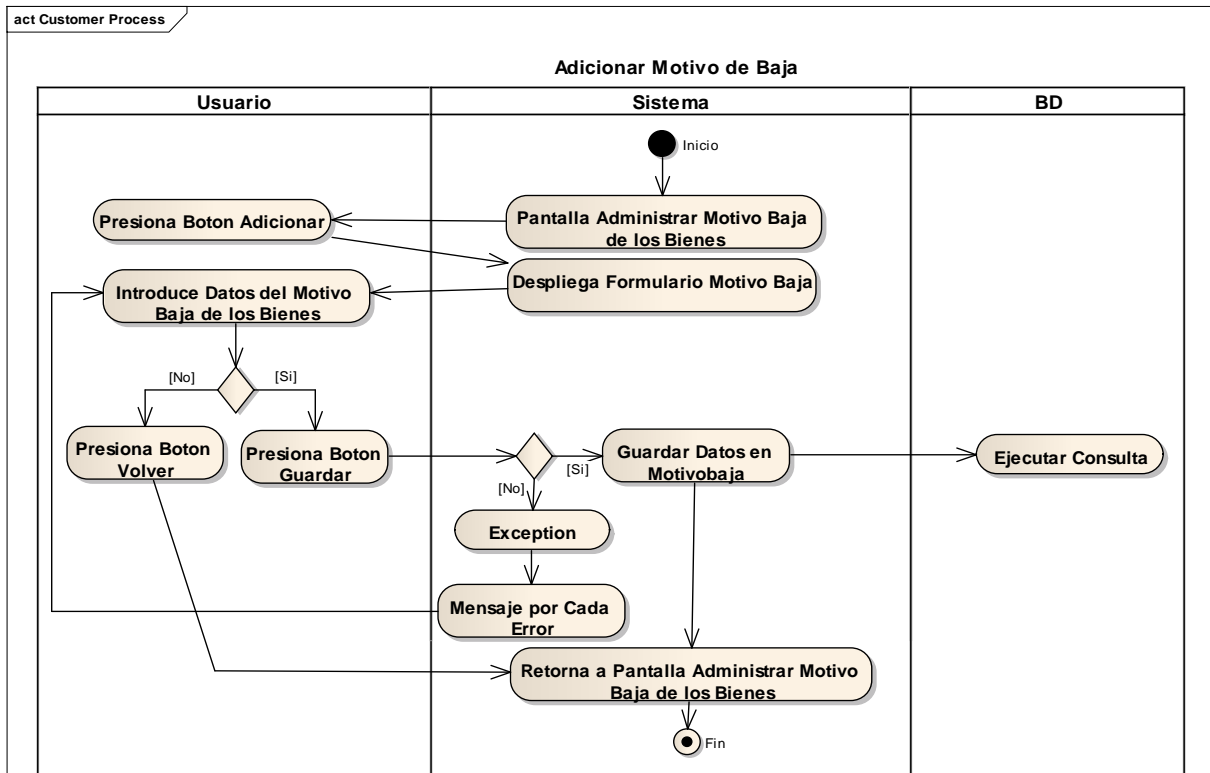 act Customer Process
Adicionar Motivo de Baja
Usuario
Sistema
BD
Inicio
Presiona Boton Adicionar
Pantalla Administrar Motivo Baja
de los Bienes
Despliega Formulario Motivo Baja
Introduce Datos del Motivo
Baja de los Bienes
[No]
[Si]
Presiona Boton
Volver
Presiona Boton
Guardar
[Si]
[No]
Guardar Datos en
Motivobaja
Ejecutar Consulta
Exception
Mensaje por Cada
Error
Retorna a Pantalla Administrar Motivo
Baja de los Bienes
Fin